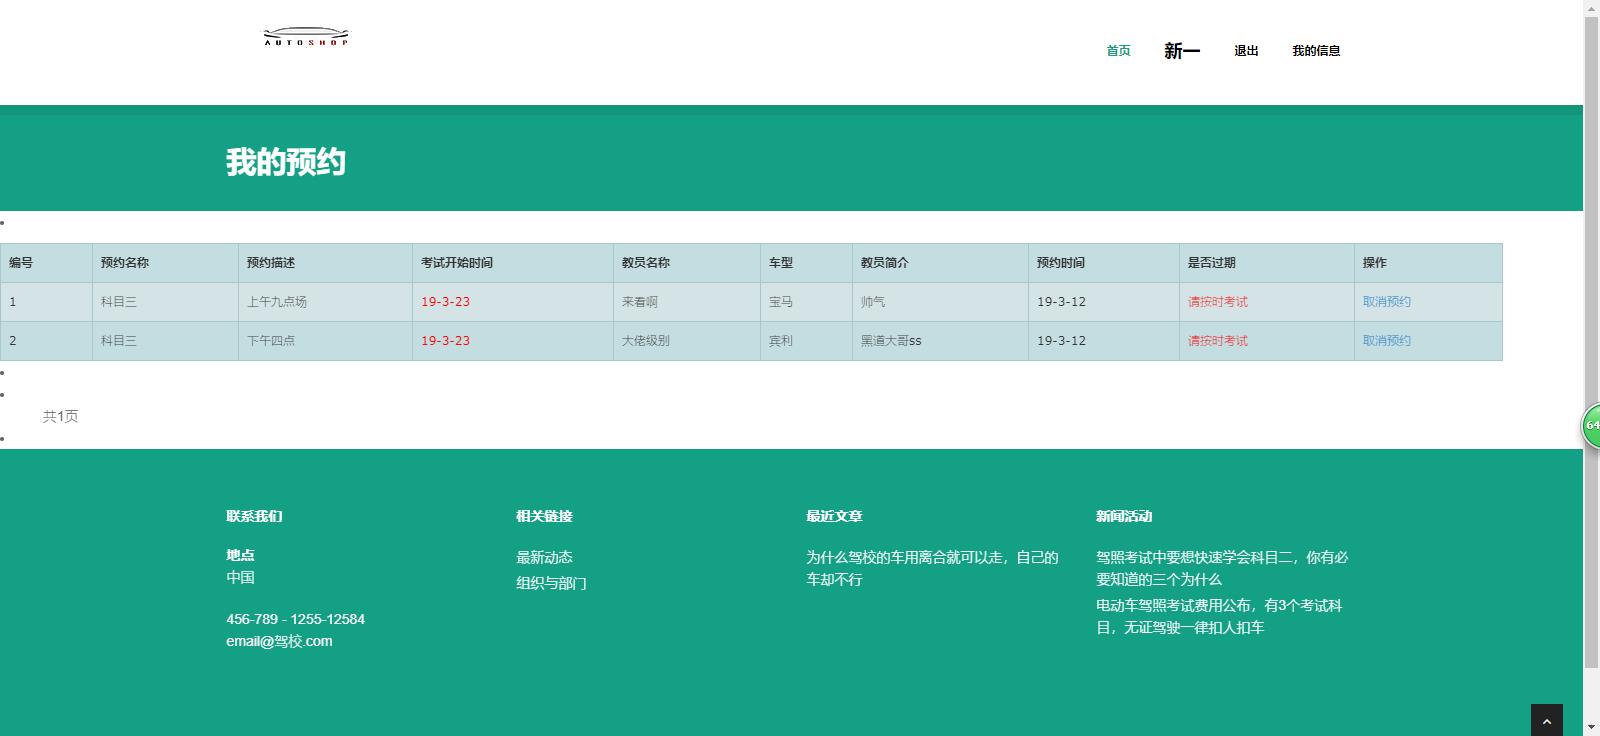 AUTOSHOP
首页 新一 退出 我的信息
我的预约
编号 预约名称 预约描述 考试开始时间 教员名称 车型 教员简介 预约时间 是否过期 操作
1 科目三 上午九点场 19-3-23 来看啊 宝马 帅气 19-3-12 请按时考试 取消预约
2 科目三 下午四点 19-3-23 大佬级别 宾利 黑道大哥ss 19-3-12 请按时考试 取消预约
共1页
64
联系我们
地点
中国
456-789 - 1255-12584
email@驾校.com
相关链接
最新动态
组织与部门
最近文章
为什么驾校的车用离合就可以走，自己的
车却不行
新闻活动
驾照考试中要想快速学会科目二，你有必
要知道的三个为什么
电动车驾照考试费用公布，有3个考试科
目，无证驾驶一律扣人扣车